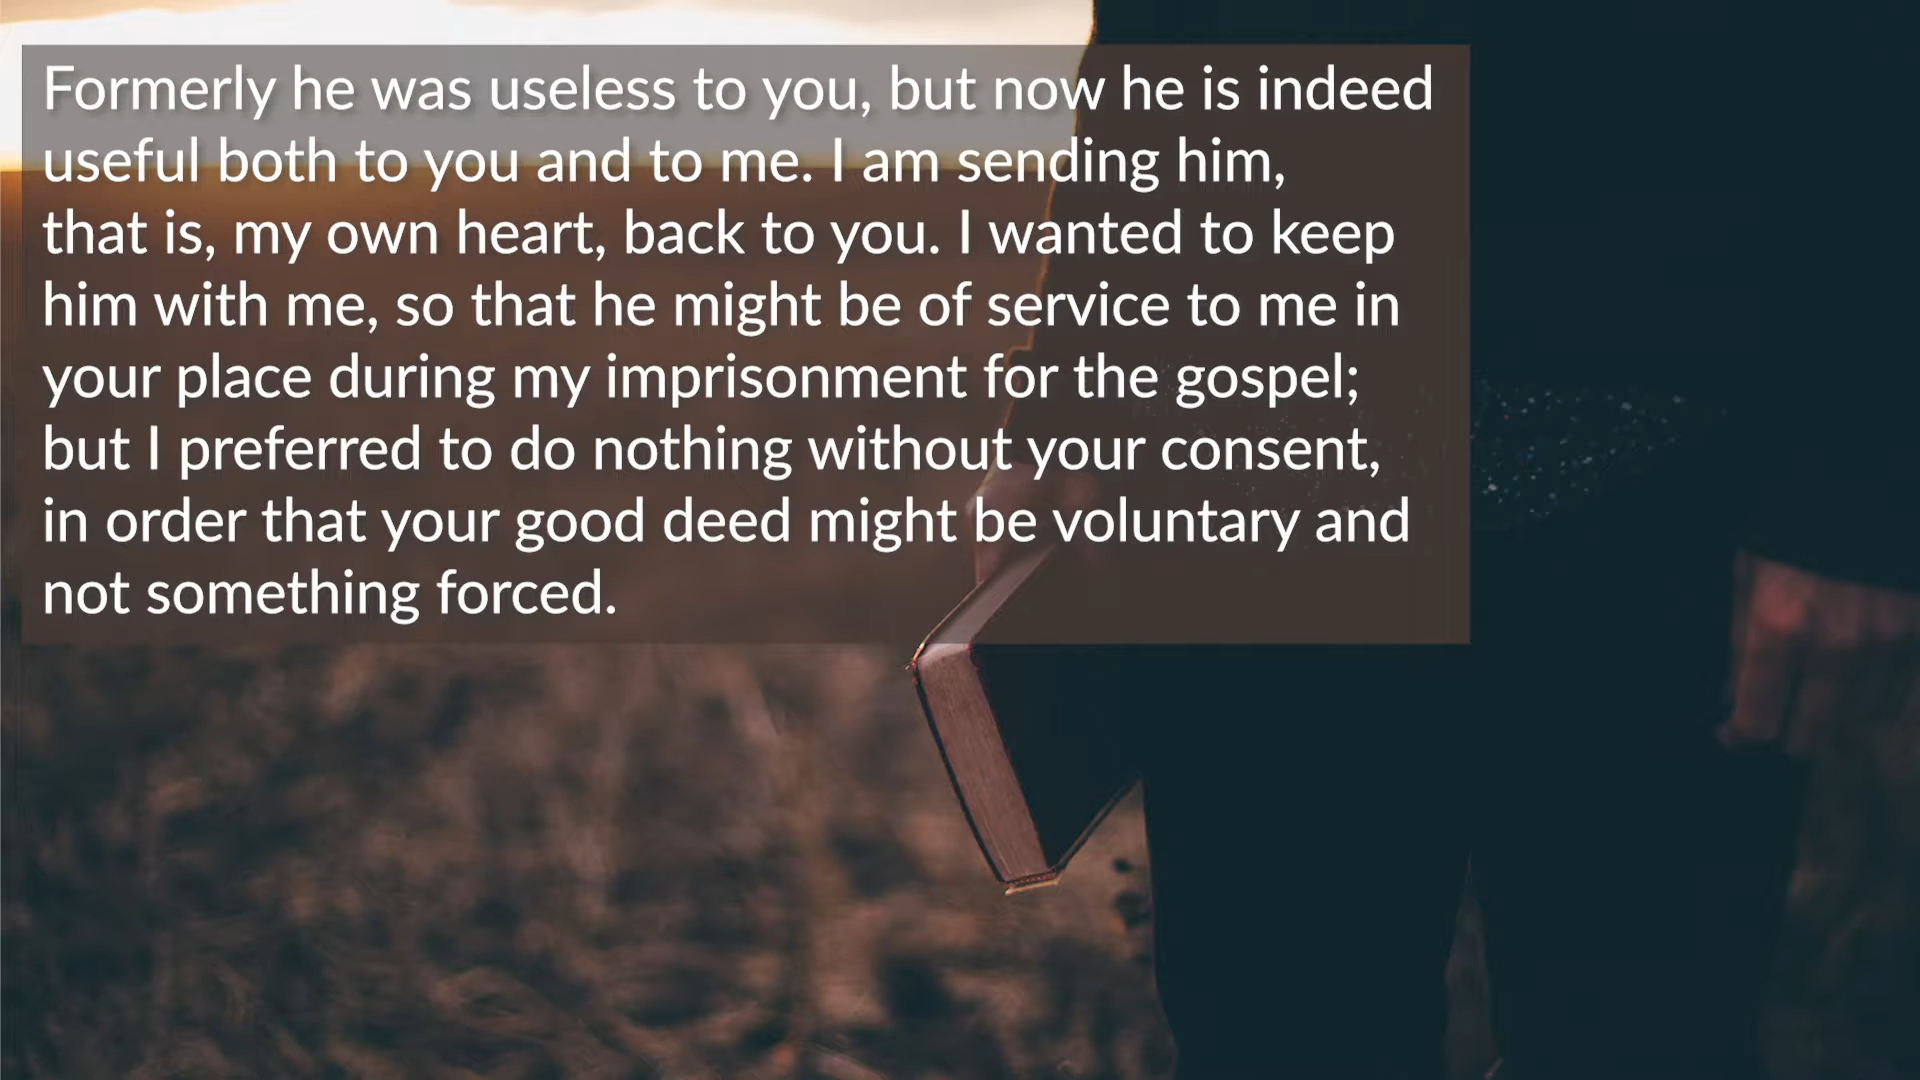 Formerly he was useless to you, but now he is indeed
useful both to you and to me. I am sending him,
that is, my own heart, back to you. I wanted to keep
him with me, so that he might be of service to me in
your place during my imprisonment for the gospel;
but I preferred to do nothing without your consent,
in order that your good deed might be voluntary and
not something forced.